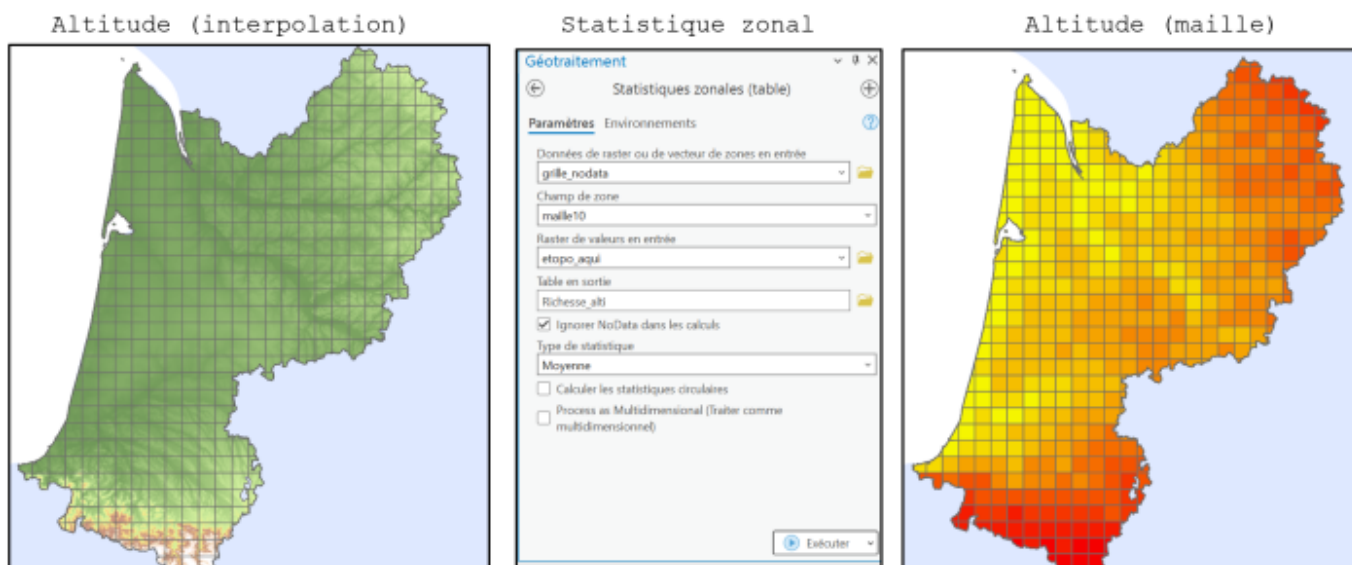 Altitude (interpolation)
Statistique zonal
Altitude (maille)
Géotraitement
Statistiques zonales (table)
Paramètres Environnements
Données de raster ou de vecteur de zones en entrée
grille_nodata
Champ de zone
maille10
Raster de valeurs en entrée
etopo_aqui
Table en sortie
Richesse_alti
Ignorer NoData dans les calculs
Type de statistique
Moyenne
Calculer les statistiques circulaires
Process as Multidimensional (Traiter comme
multidimensionnel)
Exécuter